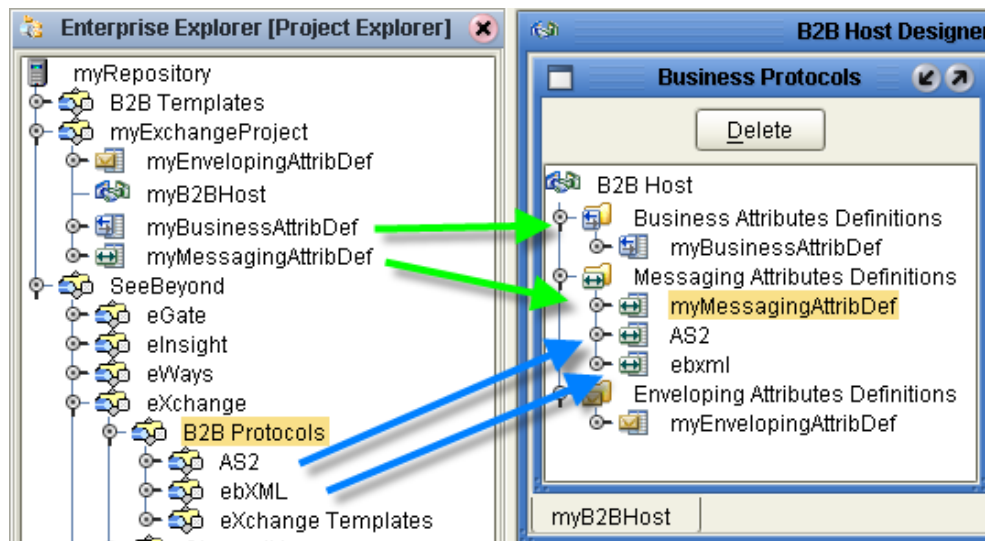 Enterprise Explorer [Project Explorer]
myRepository
B2B Templates
myExchangeProject
myEnvelopingAttribDef
myB2BHost
myBusinessAttribDef
myMessagingAttribDef
SeeBeyond
eGate
eInsight
eWays
eXchange
B2B Protocols
AS2
ebXML
eXchange Templates
B2B Host Designer
Business Protocols
Delete
B2B Host
Business Attributes Definitions
myBusinessAttribDef
Messaging Attributes Definitions
myMessagingAttribDef
AS2
ebxml
Enveloping Attributes Definitions
myEnvelopingAttribDef
myB2BHost